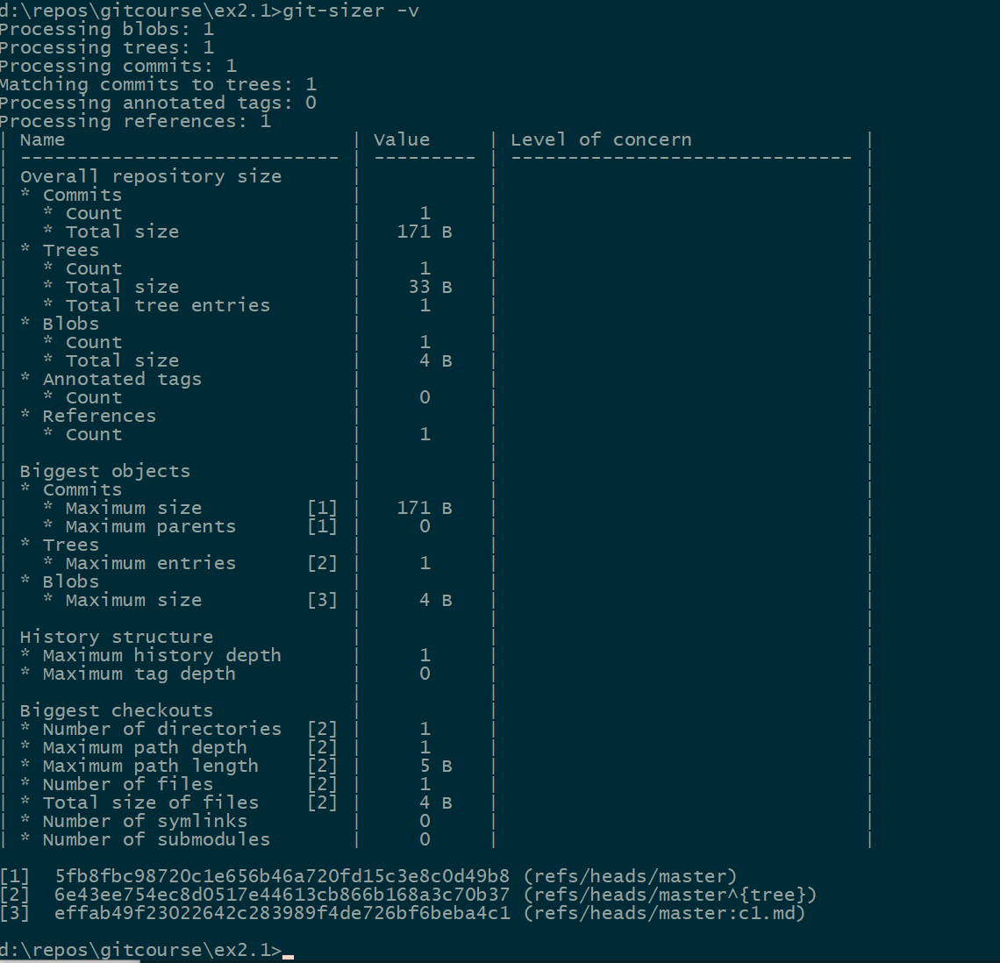 d:\repos\gitcourse\ex2.1>git-sizer -v
Processing blobs: 1
Processing trees: 1
Processing commits: 1
Matching commits to trees: 1
Processing annotated tags: 0
Processing references: 1
| Name                         | Value     | Level of concern               |
| ---------------------------- | --------- | ------------------------------ |
| Overall repository size      |           |                                |
| * Commits                    |           |                                |
|   * Count                    |     1     |                                |
|   * Total size               |   171 B   |                                |
| * Trees                      |           |                                |
|   * Count                    |     1     |                                |
|   * Total size               |    33 B   |                                |
|   * Total tree entries       |     1     |                                |
| * Blobs                      |           |                                |
|   * Count                    |     1     |                                |
|   * Total size               |     4 B   |                                |
| * Annotated tags             |           |                                |
|   * Count                    |     0     |                                |
| * References                 |           |                                |
|   * Count                    |     1     |                                |
|                              |           |                                |
| Biggest objects              |           |                                |
| * Commits                    |           |                                |
|   * Maximum size         [1] |   171 B   |                                |
|   * Maximum parents      [1] |     0     |                                |
| * Trees                      |           |                                |
|   * Maximum entries      [2] |     1     |                                |
| * Blobs                      |           |                                |
|   * Maximum size         [3] |     4 B   |                                |
|                              |           |                                |
| History structure            |           |                                |
| * Maximum history depth      |     1     |                                |
| * Maximum tag depth          |     0     |                                |
|                              |           |                                |
| Biggest checkouts            |           |                                |
| * Number of directories  [2] |     1     |                                |
| * Maximum path depth     [2] |     1     |                                |
| * Maximum path length    [2] |     5 B   |                                |
| * Number of files        [2] |     1     |                                |
| * Total size of files    [2] |     4 B   |                                |
| * Number of symlinks         |     0     |                                |
| * Number of submodules       |     0     |                                |
[1]  5fb8fbc98720c1e656b46a720fd15c3e8c0d49b8 (refs/heads/master)
[2]  6e43ee754ec8d0517e44613cb866b168a3c70b37 (refs/heads/master^{tree})
[3]  effab49f23022642c283989f4de726bf6beba4c1 (refs/heads/master:c1.md)
d:\repos\gitcourse\ex2.1>_